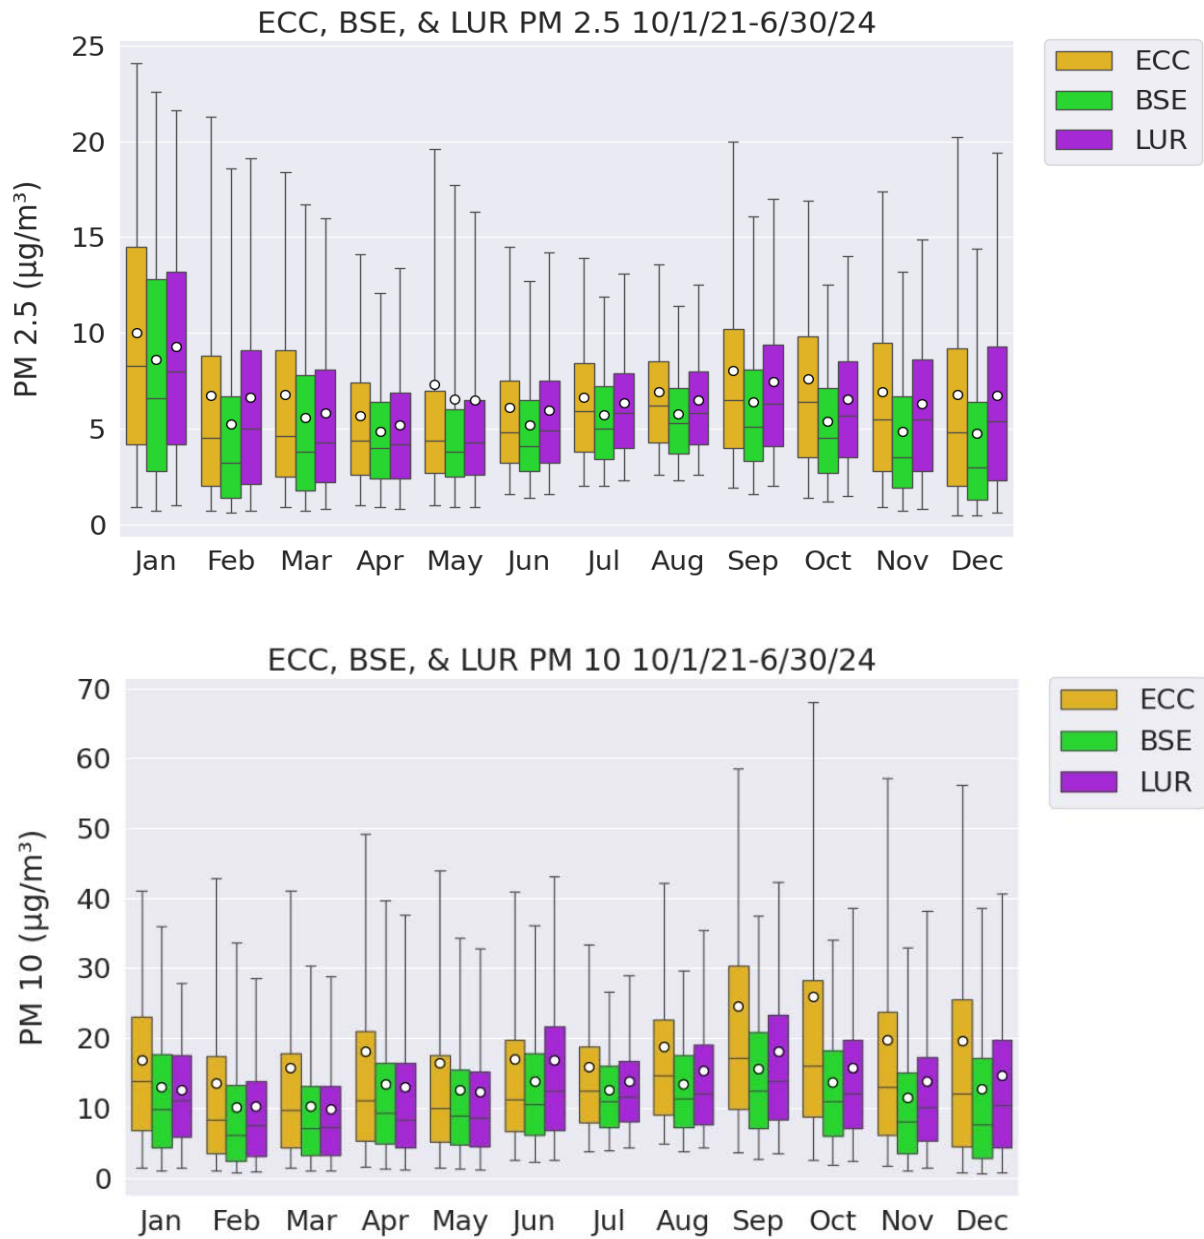 ECC, BSE, & LUR PM 2.5 10/1/21-6/30/24
25
20
15
10
5
0
PM 2.5 (μg/m³)
ECC
BSE
LUR
Jan Feb Mar Apr May Jun Jul Aug Sep Oct Nov Dec
ECC, BSE, & LUR PM 10 10/1/21-6/30/24
70
60
50
40
30
20
10
0
PM 10 (μg/m³)
ECC
BSE
LUR
Jan Feb Mar Apr May Jun Jul Aug Sep Oct Nov Dec